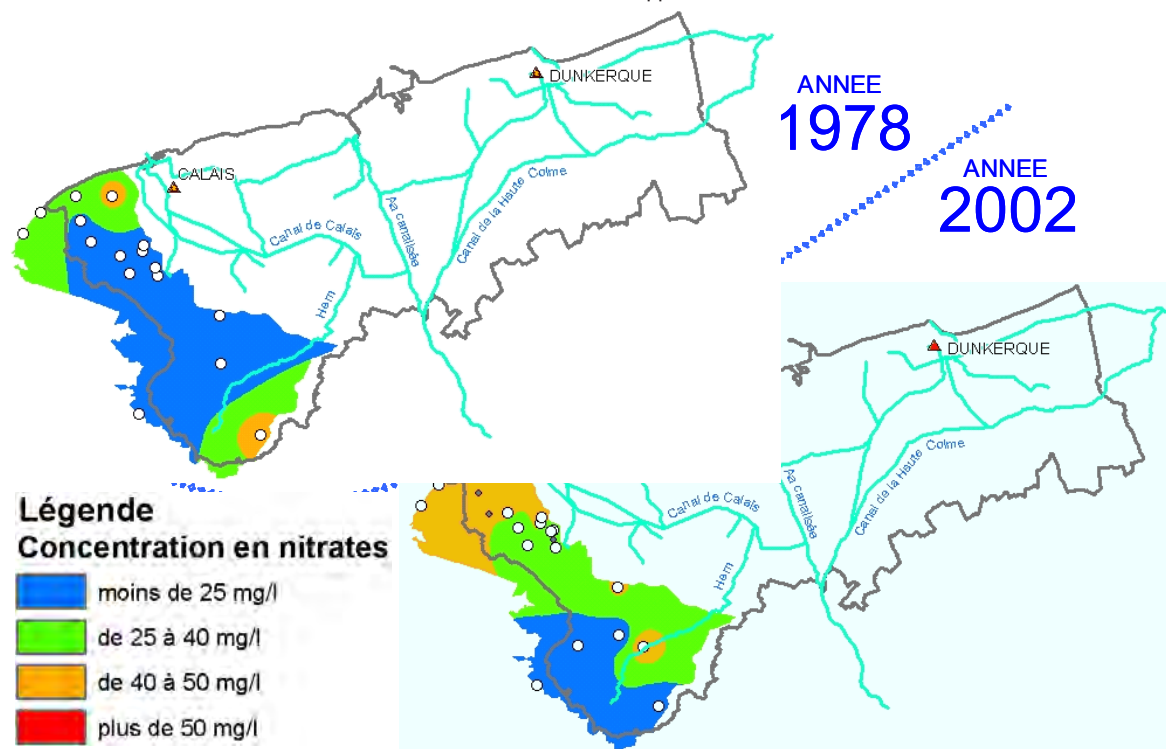 DUNKERQUE
CALAIS
Canal de Calais
Aa canalisée
Canal de la Haute Colme
Hem
ANNEE
1978
ANNEE
2002
DUNKERQUE
Canal de Calais
Aa canalisée
Canal de la Haute Colme
Hem
Légende
Concentration en nitrates
moins de 25 mg/l
de 25 à 40 mg/l
de 40 à 50 mg/l
plus de 50 mg/l